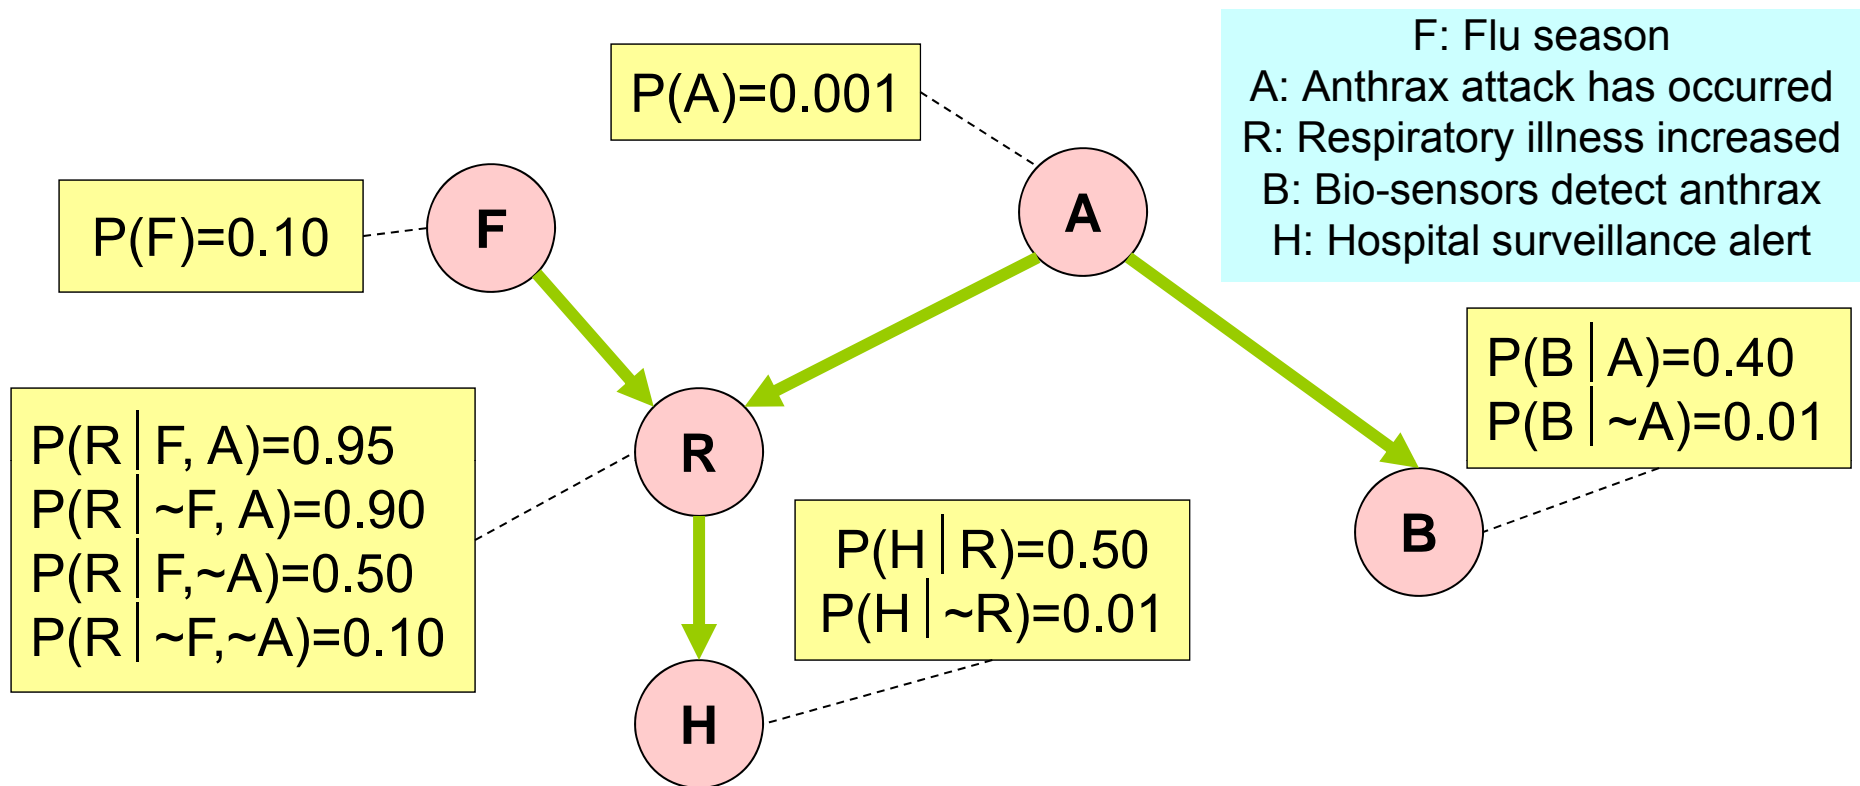 F: Flu season
A: Anthrax attack has occurred
R: Respiratory illness increased
B: Bio-sensors detect anthrax
H: Hospital surveillance alert
P(A)=0.001
P(F)=0.10
F
A
P(B|A)=0.40
P(B|~A)=0.01
P(R|F, A)=0.95
P(R|~F, A)=0.90
P(R|F,~A)=0.50
P(R|~F,~A)=0.10
R
P(H|R)=0.50
P(H|~R)=0.01
B
H